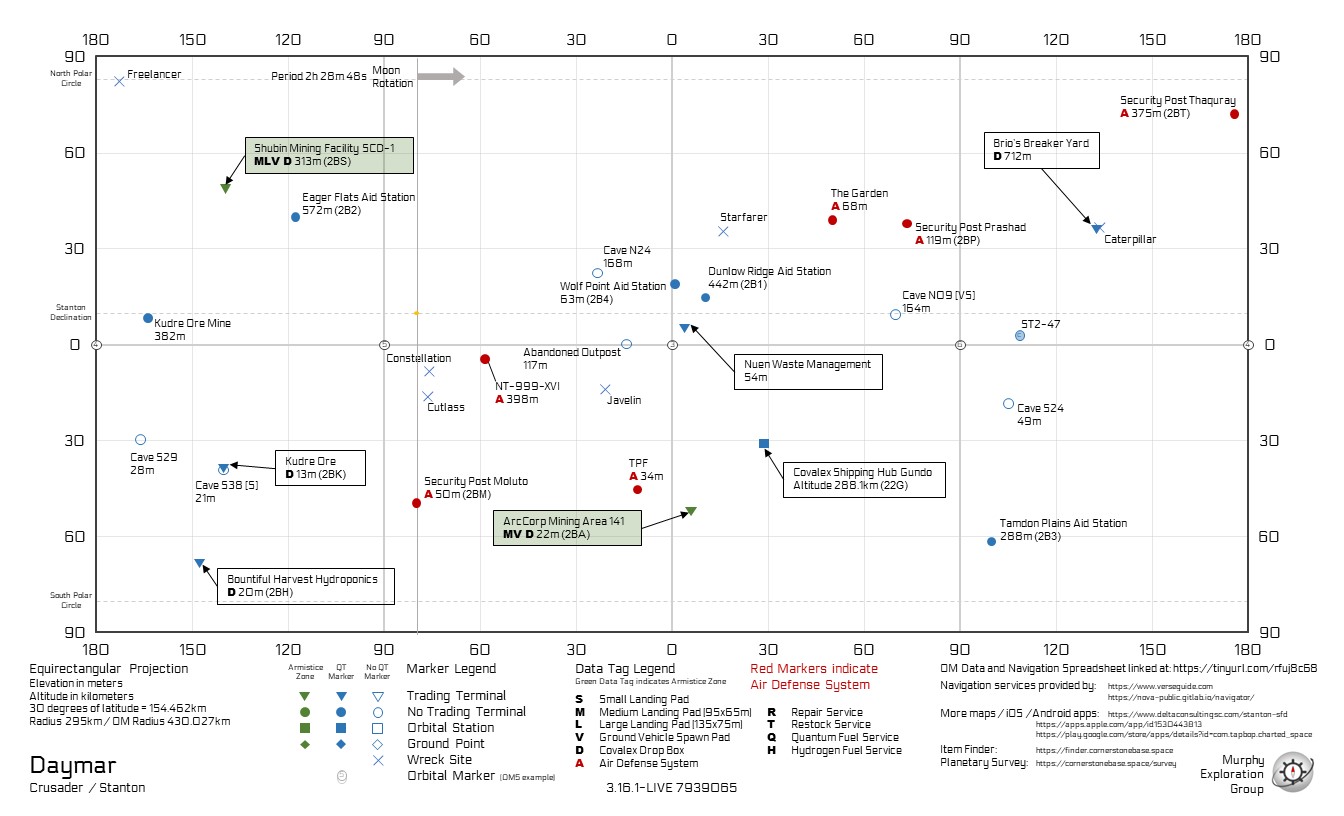 180 150 120 90 60 30 0 30 60 90 120 150 180
90 90
North Polar
Circle
Freelancer
Period 2h 28m 48s
Moon
Rotation
Security Post Thaquray
A 375m (2BT)
Shubin Mining Facility SCD-1
MLV D 313m (2BS)
Brio's Breaker Yard
D 712m
60 60
Eager Flats Aid Station
572m (2B2)
The Garden
A 68m
Starfarer
Security Post Prashad
A 119m (2BP)
Caterpillar
30 30
Cave N24
168m
Wolf Point Aid Station
63m (2B4)
Dunlow Ridge Aid Station
442m (2B1)
Cave N09 [VS]
164m
Stanton
Declination
Kudre Ore Mine
382m
ST2-47
0 4 5 3 6 4 0
Constellation
Abandoned Outpost
117m
Nuen Waste Management
54m
NT-999-XVI
A 398m
Cutlass
Javelin
Cave S24
49m
30 30
Cave S29
28m
Kudre Ore
D 13m (2BK)
Cave S38 [S]
21m
TPF
A 34m
Covalex Shipping Hub Gundo
Altitude 288.1km (22G)
Security Post Moluto
A 50m (2BM)
ArcCorp Mining Area 141
MV D 22m (2BA)
Tamdon Plains Aid Station
288m (2B3)
60 60
Bountiful Harvest Hydroponics
D 20m (2BH)
South Polar
Circle
90 90
180 150 120 90 60 30 0 30 60 90 120 150 180
Equirectangular Projection
Elevation in meters
Altitude in kilometers
30 degrees of latitude = 154.462km
Radius 295km / OM Radius 430.027km
Daymar
Crusader / Stanton
Armistice
Zone
QT
Marker
No QT
Marker
Marker Legend
Trading Terminal
No Trading Terminal
Orbital Station
Ground Point
Wreck Site
Orbital Marker (OM5 example)
Data Tag Legend
Green Data Tag indicates Armistice Zone
S Small Landing Pad
M Medium Landing Pad (95x65m)
L Large Landing Pad (135x75m)
V Ground Vehicle Spawn Pad
D Covalex Drop Box
A Air Defense System
Red Markers indicate
Air Defense System
R Repair Service
T Restock Service
Q Quantum Fuel Service
H Hydrogen Fuel Service
3.16.1-LIVE 7939065
OM Data and Navigation Spreadsheet linked at: https://tinyurl.com/rfuj8c68
Navigation services provided by: https://www.verseguide.com
https://nova-public.gitlab.io/navigator/
More maps / iOS / Android apps: https://www.deltaconsultingsc.com/stanton-sfd
https://apps.apple.com/app/id1530443813
https://play.google.com/store/apps/details?id=com.tapbop.charted_space
Item Finder: https://finder.cornerstonebase.space
Planetary Survey: https://cornerstonebase.space/survey
Murphy
Exploration
Group